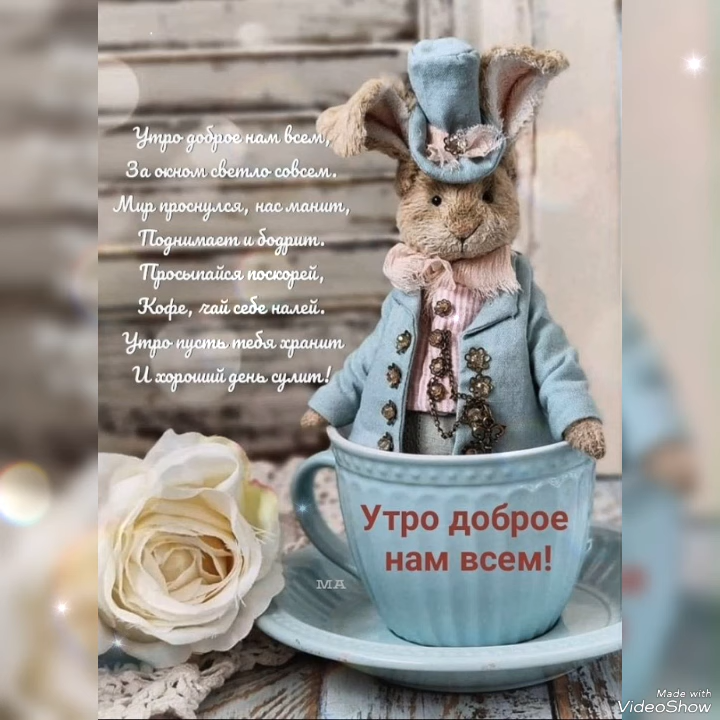 Утро доброе нам всем,
За окном светло совсем.
Мир проснулся, нас манит,
Поднимает и бодрит.
Просыпайся поскорей,
Кофе, чай себе налей.
Утро пусть тебя хранит
И хороший день сулит!
Утро доброе
нам всем!
МА
Made with
VideoShow